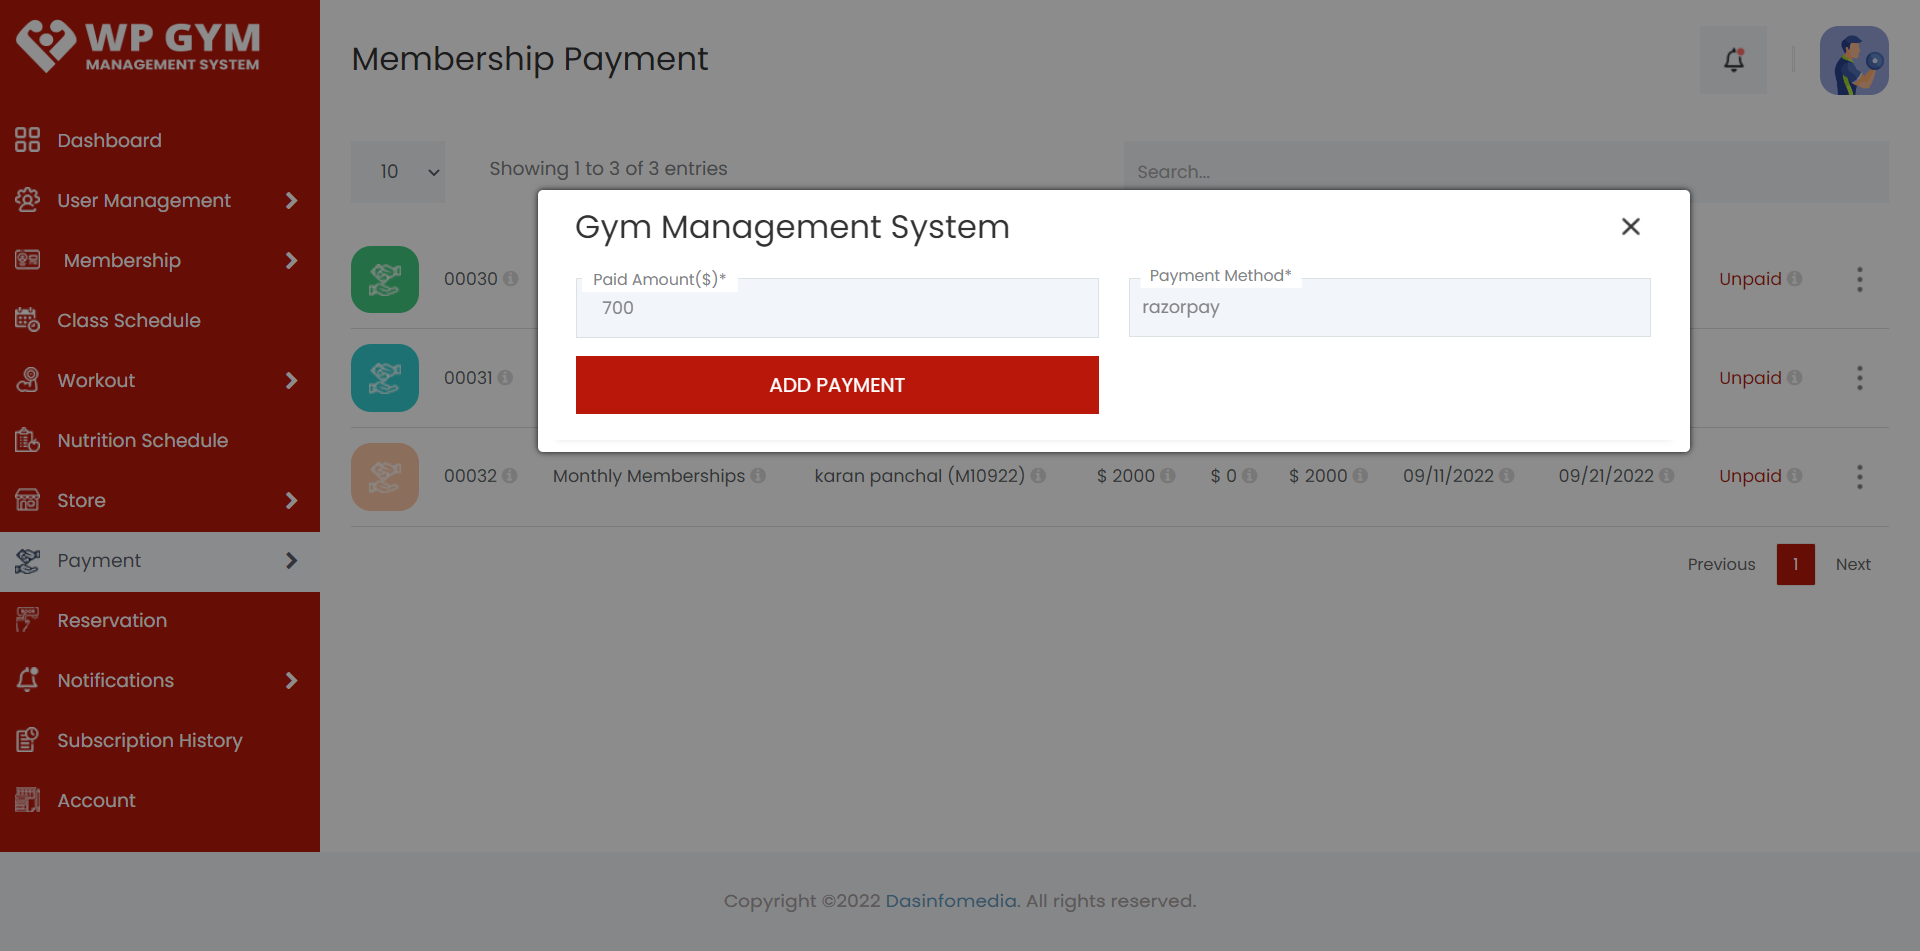 WP GYM
MANAGEMENT SYSTEM
Dashboard
User Management
Membership
Class Schedule
Workout
Nutrition Schedule
Store
Payment
Reservation
Notifications
Subscription History
Account
Membership Payment
10
Showing 1 to 3 of 3 entries
Search...
Gym Management System
Paid Amount($)*
700
Payment Method*
razorpay
ADD PAYMENT
00030 Unpaid
00031 Unpaid
00032 Monthly Memberships karan panchal (M10922) $ 2000 $ 0 $ 2000 09/11/2022 09/21/2022 Unpaid
Previous 1 Next
Copyright ©2022 Dasinfomedia. All rights reserved.